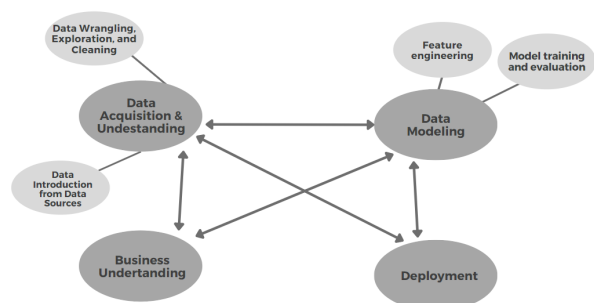 Data Wrangling,
Exploration, and
Cleaning
Feature
engineering
Model training
and evaluation
Data
Acquisition &
Undestanding
Data
Modeling
Data
Introduction
from Data
Sources
Business
Undertanding
Deployment